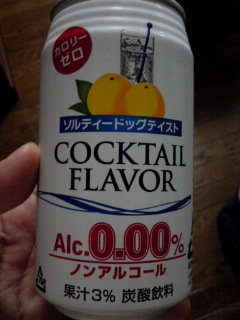 カロリー
ゼロ
ソルティードッグテイスト
COCKTAIL
FLAVOR
Alc.0.00%
ノンアルコール
果汁3% 炭酸飲料